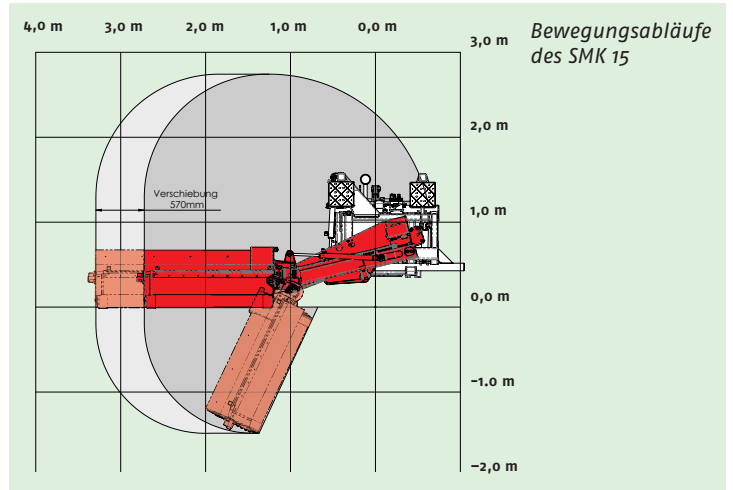 4,0 m 3,0 m 2,0 m 1,0 m 0,0 m
Bewegungsabläufe
des SMK 15
3,0 m
2,0 m
Verschiebung
570mm
1,0 m
0,0 m
-1,0 m
-2,0 m